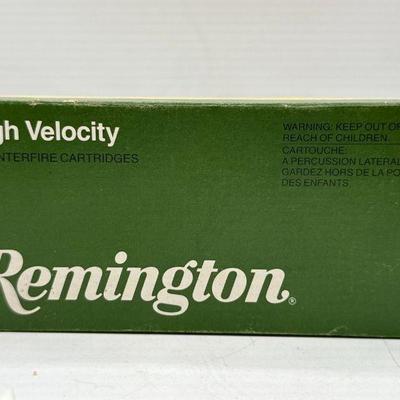 gh Velocity
NTERFIRE CARTRIDGES
WARNING: KEEP OUT OF
REACH OF CHILDREN.
CARTOUCHE:
A PERCUSSION LATERAL
GARDEZ HORS DE LA PO
DES ENFANTS.
Remington®